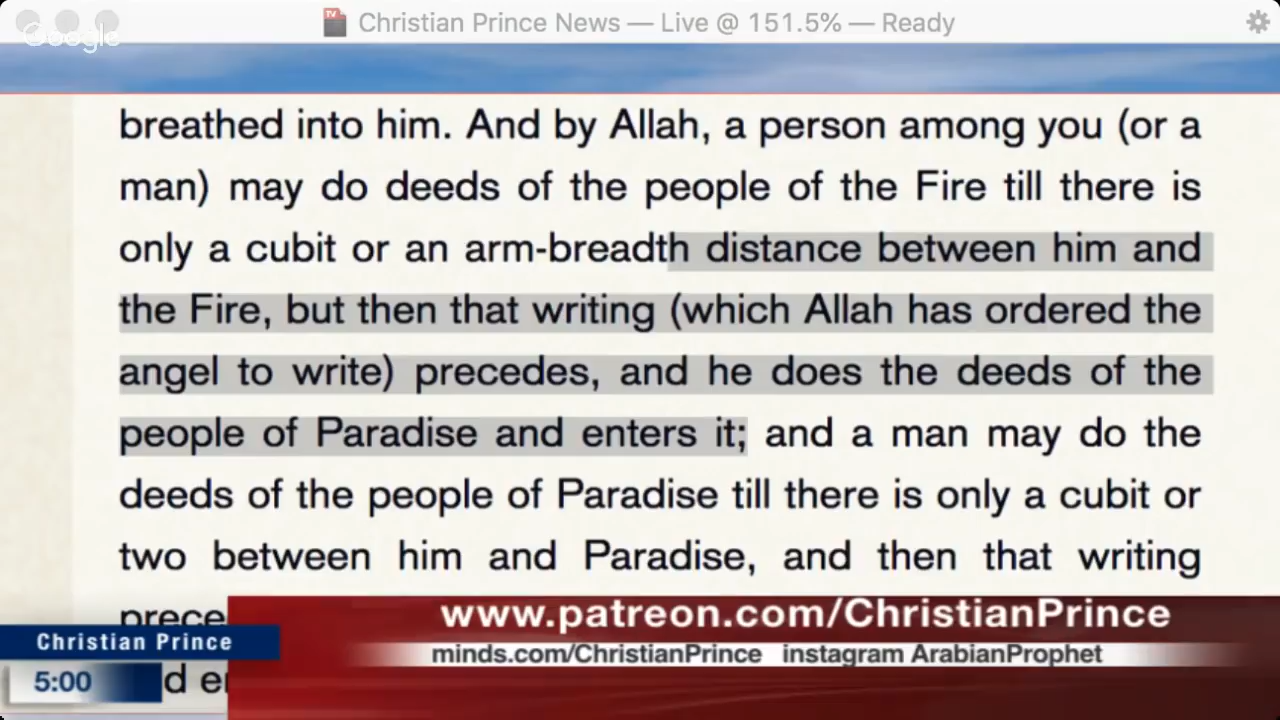 Christian Prince News — Live @ 151.5% — Ready
Google
breathed into him. And by Allah, a person among you (or a
man) may do deeds of the people of the Fire till there is
only a cubit or an arm-breadth distance between him and
the Fire, but then that writing (which Allah has ordered the
angel to write) precedes, and he does the deeds of the
people of Paradise and enters it; and a man may do the
deeds of the people of Paradise till there is only a cubit or
two between him and Paradise, and then that writing
www.patreon.com/ChristianPrince
Christian Prince
minds.com/ChristianPrince instagram ArabianProphet
5:00